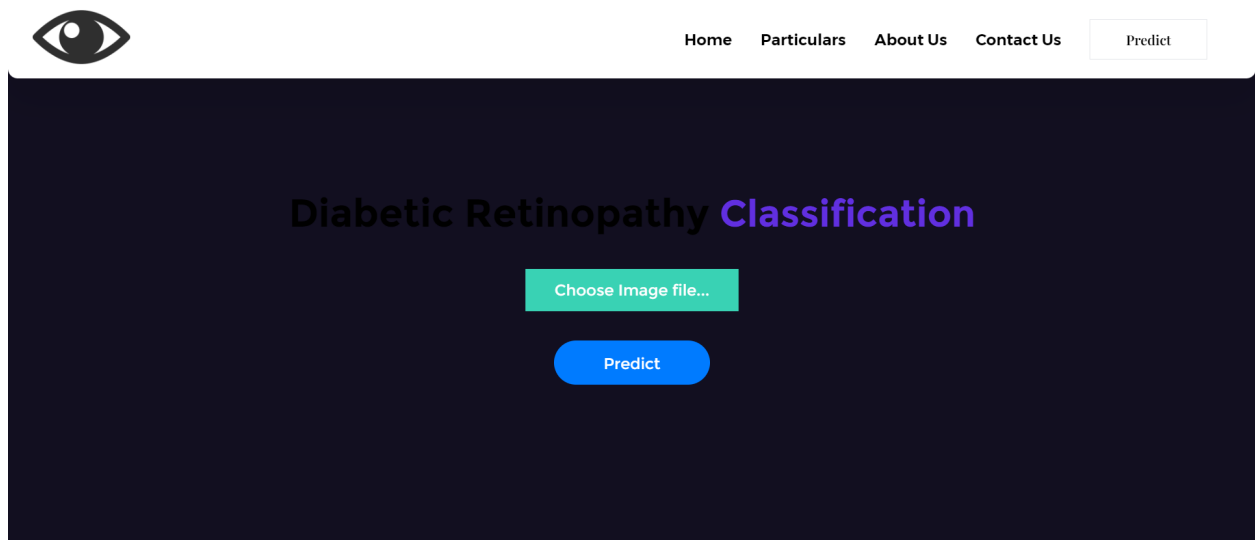 Home Particulars About Us Contact Us Predict
Diabetic Retinopathy Classification
Choose Image file...
Predict